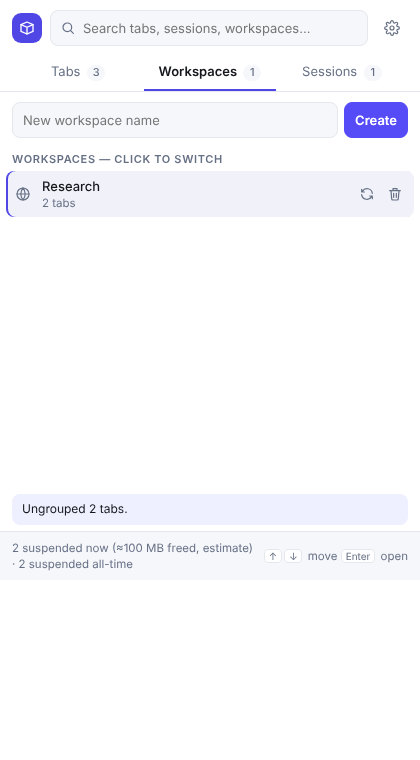 Search tabs, sessions, workspaces...
Tabs 3 Workspaces 1 Sessions 1
New workspace name Create
WORKSPACES — CLICK TO SWITCH
Research
2 tabs
Ungrouped 2 tabs.
2 suspended now (≈100 MB freed, estimate)
· 2 suspended all-time
↑ ↓ move Enter open